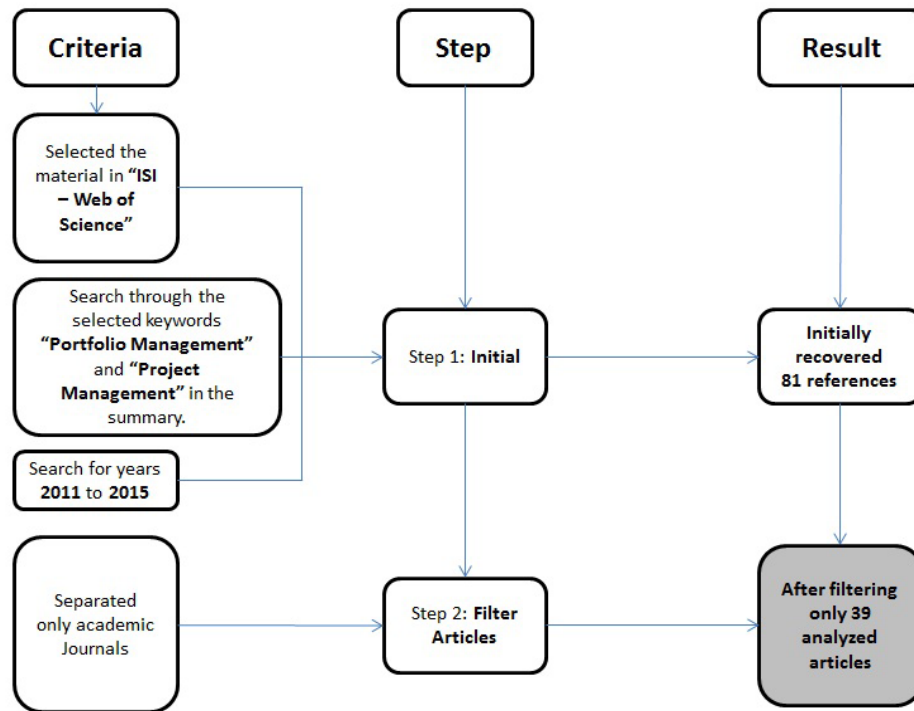 Criteria
Step
Result
Selected the
material in “ISI
– Web of
Science”
Search through the
selected keywords
“Portfolio Management”
and “Project
Management” in the
summary.
Step 1: Initial
Initially
recovered
81 references
Search for years
2011 to 2015
Separated
only academic
Journals
Step 2: Filter
Articles
After filtering
only 39
analyzed
articles